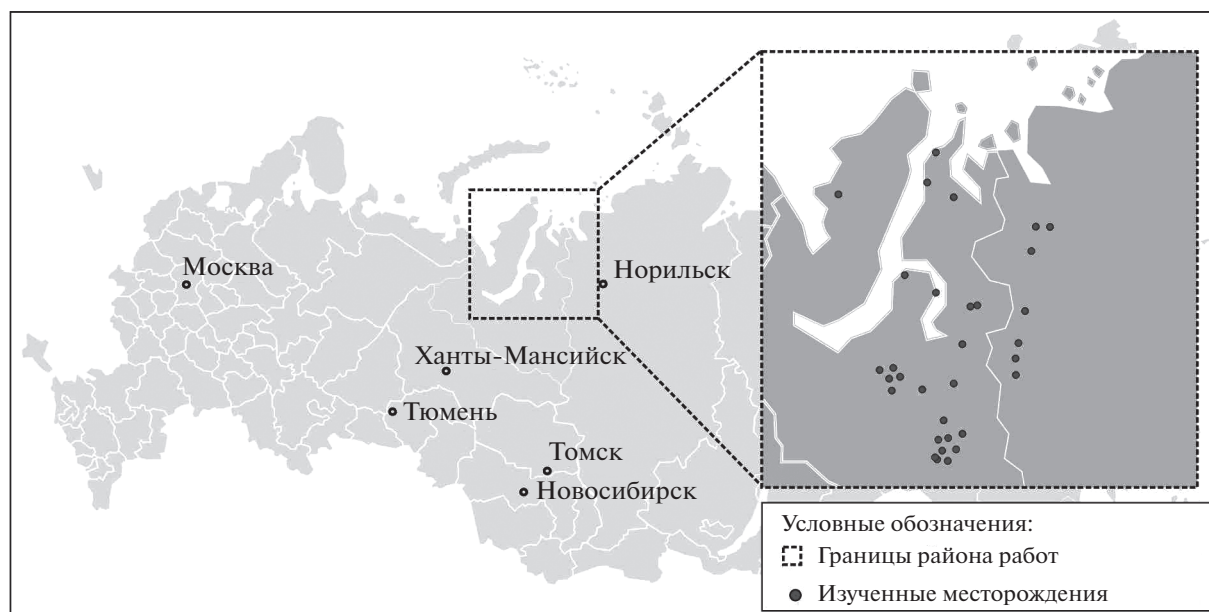 Москва
Норильск
Ханты-Мансийск
Тюмень
Томск
Новосибирск
Условные обозначения:
Границы района работ
Изученные месторождения